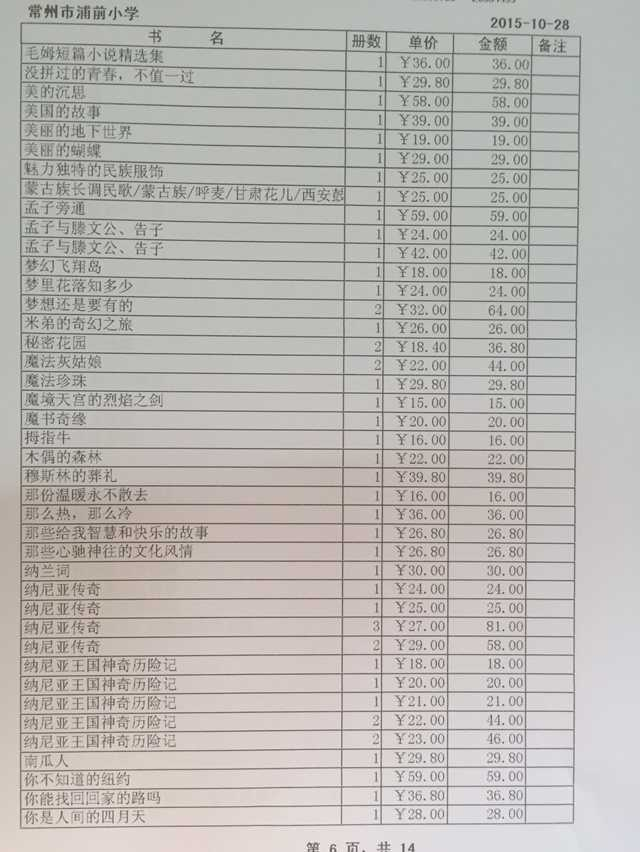 常州市浦前小学
2015-10-28
书 名 册数 单价 金额 备注
毛姆短篇小说精选集 1 ￥36.00 36.00
没拼过的青春，不值一过 1 ￥29.80 29.80
美的沉思 1 ￥58.00 58.00
美国的故事 1 ￥39.00 39.00
美丽的地下世界 1 ￥19.00 19.00
美丽的蝴蝶 1 ￥29.00 29.00
魅力独特的民族服饰 1 ￥25.00 25.00
蒙古族长调民歌/蒙古族/呼麦/甘肃花儿/西安鼓 1 ￥25.00 25.00
孟子旁通 1 ￥59.00 59.00
孟子与滕文公、告子 1 ￥24.00 24.00
孟子与滕文公、告子 1 ￥42.00 42.00
梦幻飞翔岛 1 ￥18.00 18.00
梦里花落知多少 1 ￥24.00 24.00
梦想还是要有的 2 ￥32.00 64.00
米弟的奇幻之旅 1 ￥26.00 26.00
秘密花园 2 ￥18.40 36.80
魔法灰姑娘 2 ￥22.00 44.00
魔法珍珠 1 ￥29.80 29.80
魔境天宫的烈焰之剑 1 ￥15.00 15.00
魔书奇缘 1 ￥20.00 20.00
拇指牛 1 ￥16.00 16.00
木偶的森林 1 ￥22.00 22.00
穆斯林的葬礼 1 ￥39.80 39.80
那份温暖永不散去 1 ￥16.00 16.00
那么热，那么冷 1 ￥36.00 36.00
那些给我智慧和快乐的故事 1 ￥26.80 26.80
那些心驰神往的文化风情 1 ￥26.80 26.80
纳兰词 1 ￥30.00 30.00
纳尼亚传奇 1 ￥24.00 24.00
纳尼亚传奇 1 ￥25.00 25.00
纳尼亚传奇 3 ￥27.00 81.00
纳尼亚传奇 2 ￥29.00 58.00
纳尼亚王国神奇历险记 1 ￥18.00 18.00
纳尼亚王国神奇历险记 1 ￥20.00 20.00
纳尼亚王国神奇历险记 1 ￥21.00 21.00
纳尼亚王国神奇历险记 2 ￥22.00 44.00
纳尼亚王国神奇历险记 2 ￥23.00 46.00
南瓜人 1 ￥29.80 29.80
你不知道的纽约 1 ￥59.00 59.00
你能找回回家的路吗 1 ￥36.80 36.80
你是人间的四月天 1 ￥28.00 28.00
第 6 页，共 14